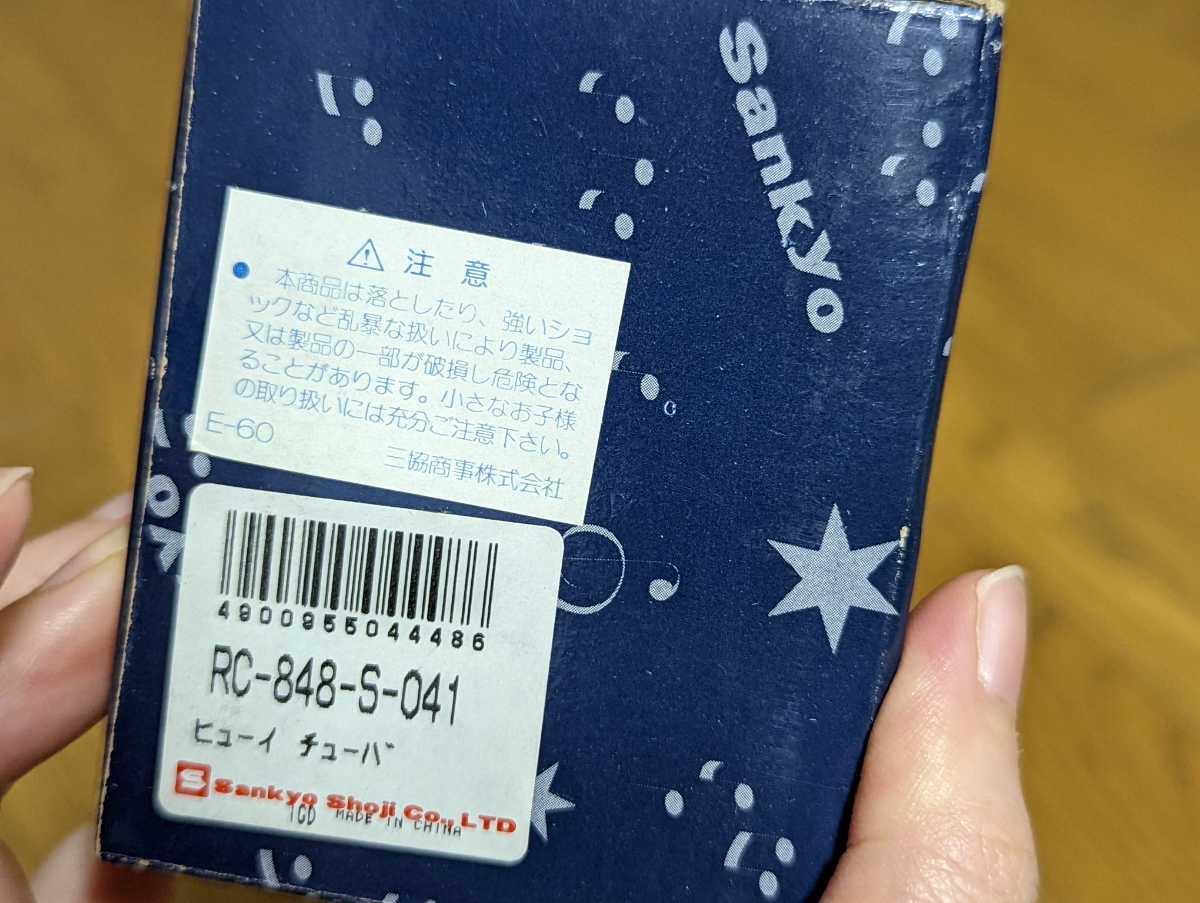 Sankyo
⚠ 注意
● 本商品は落としたり、強いショ
ックなど乱暴な扱いにより製品、
又は製品の一部が破損し危険とな
ることがあります。小さなお子様
の取り扱いには充分ご注意下さい。
E-60
三協商事株式会社
4900955044486
RC-848-S-041
ヒューイ チューバ
S Sankyo Shoji Co., LTD
1GD MADE IN CHINA
yo